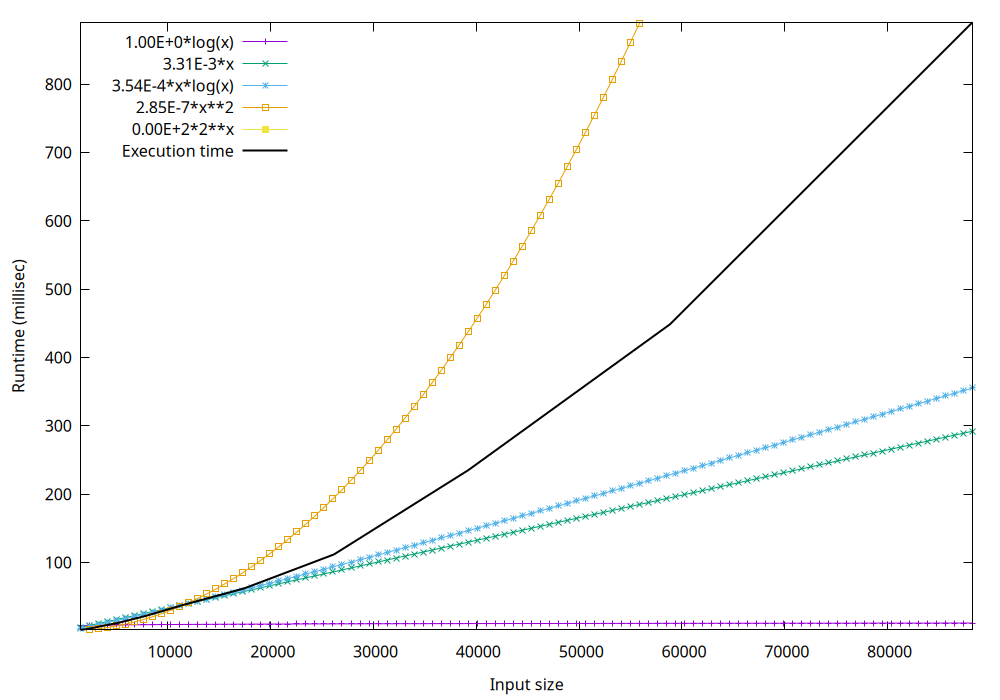 1.00E+0*log(x)
3.31E-3*x
3.54E-4*x*log(x)
2.85E-7*x**2
0.00E+2*2**x
Execution time
800
700
600
500
400
300
200
100
Runtime (millisec)
10000 20000 30000 40000 50000 60000 70000 80000
Input size